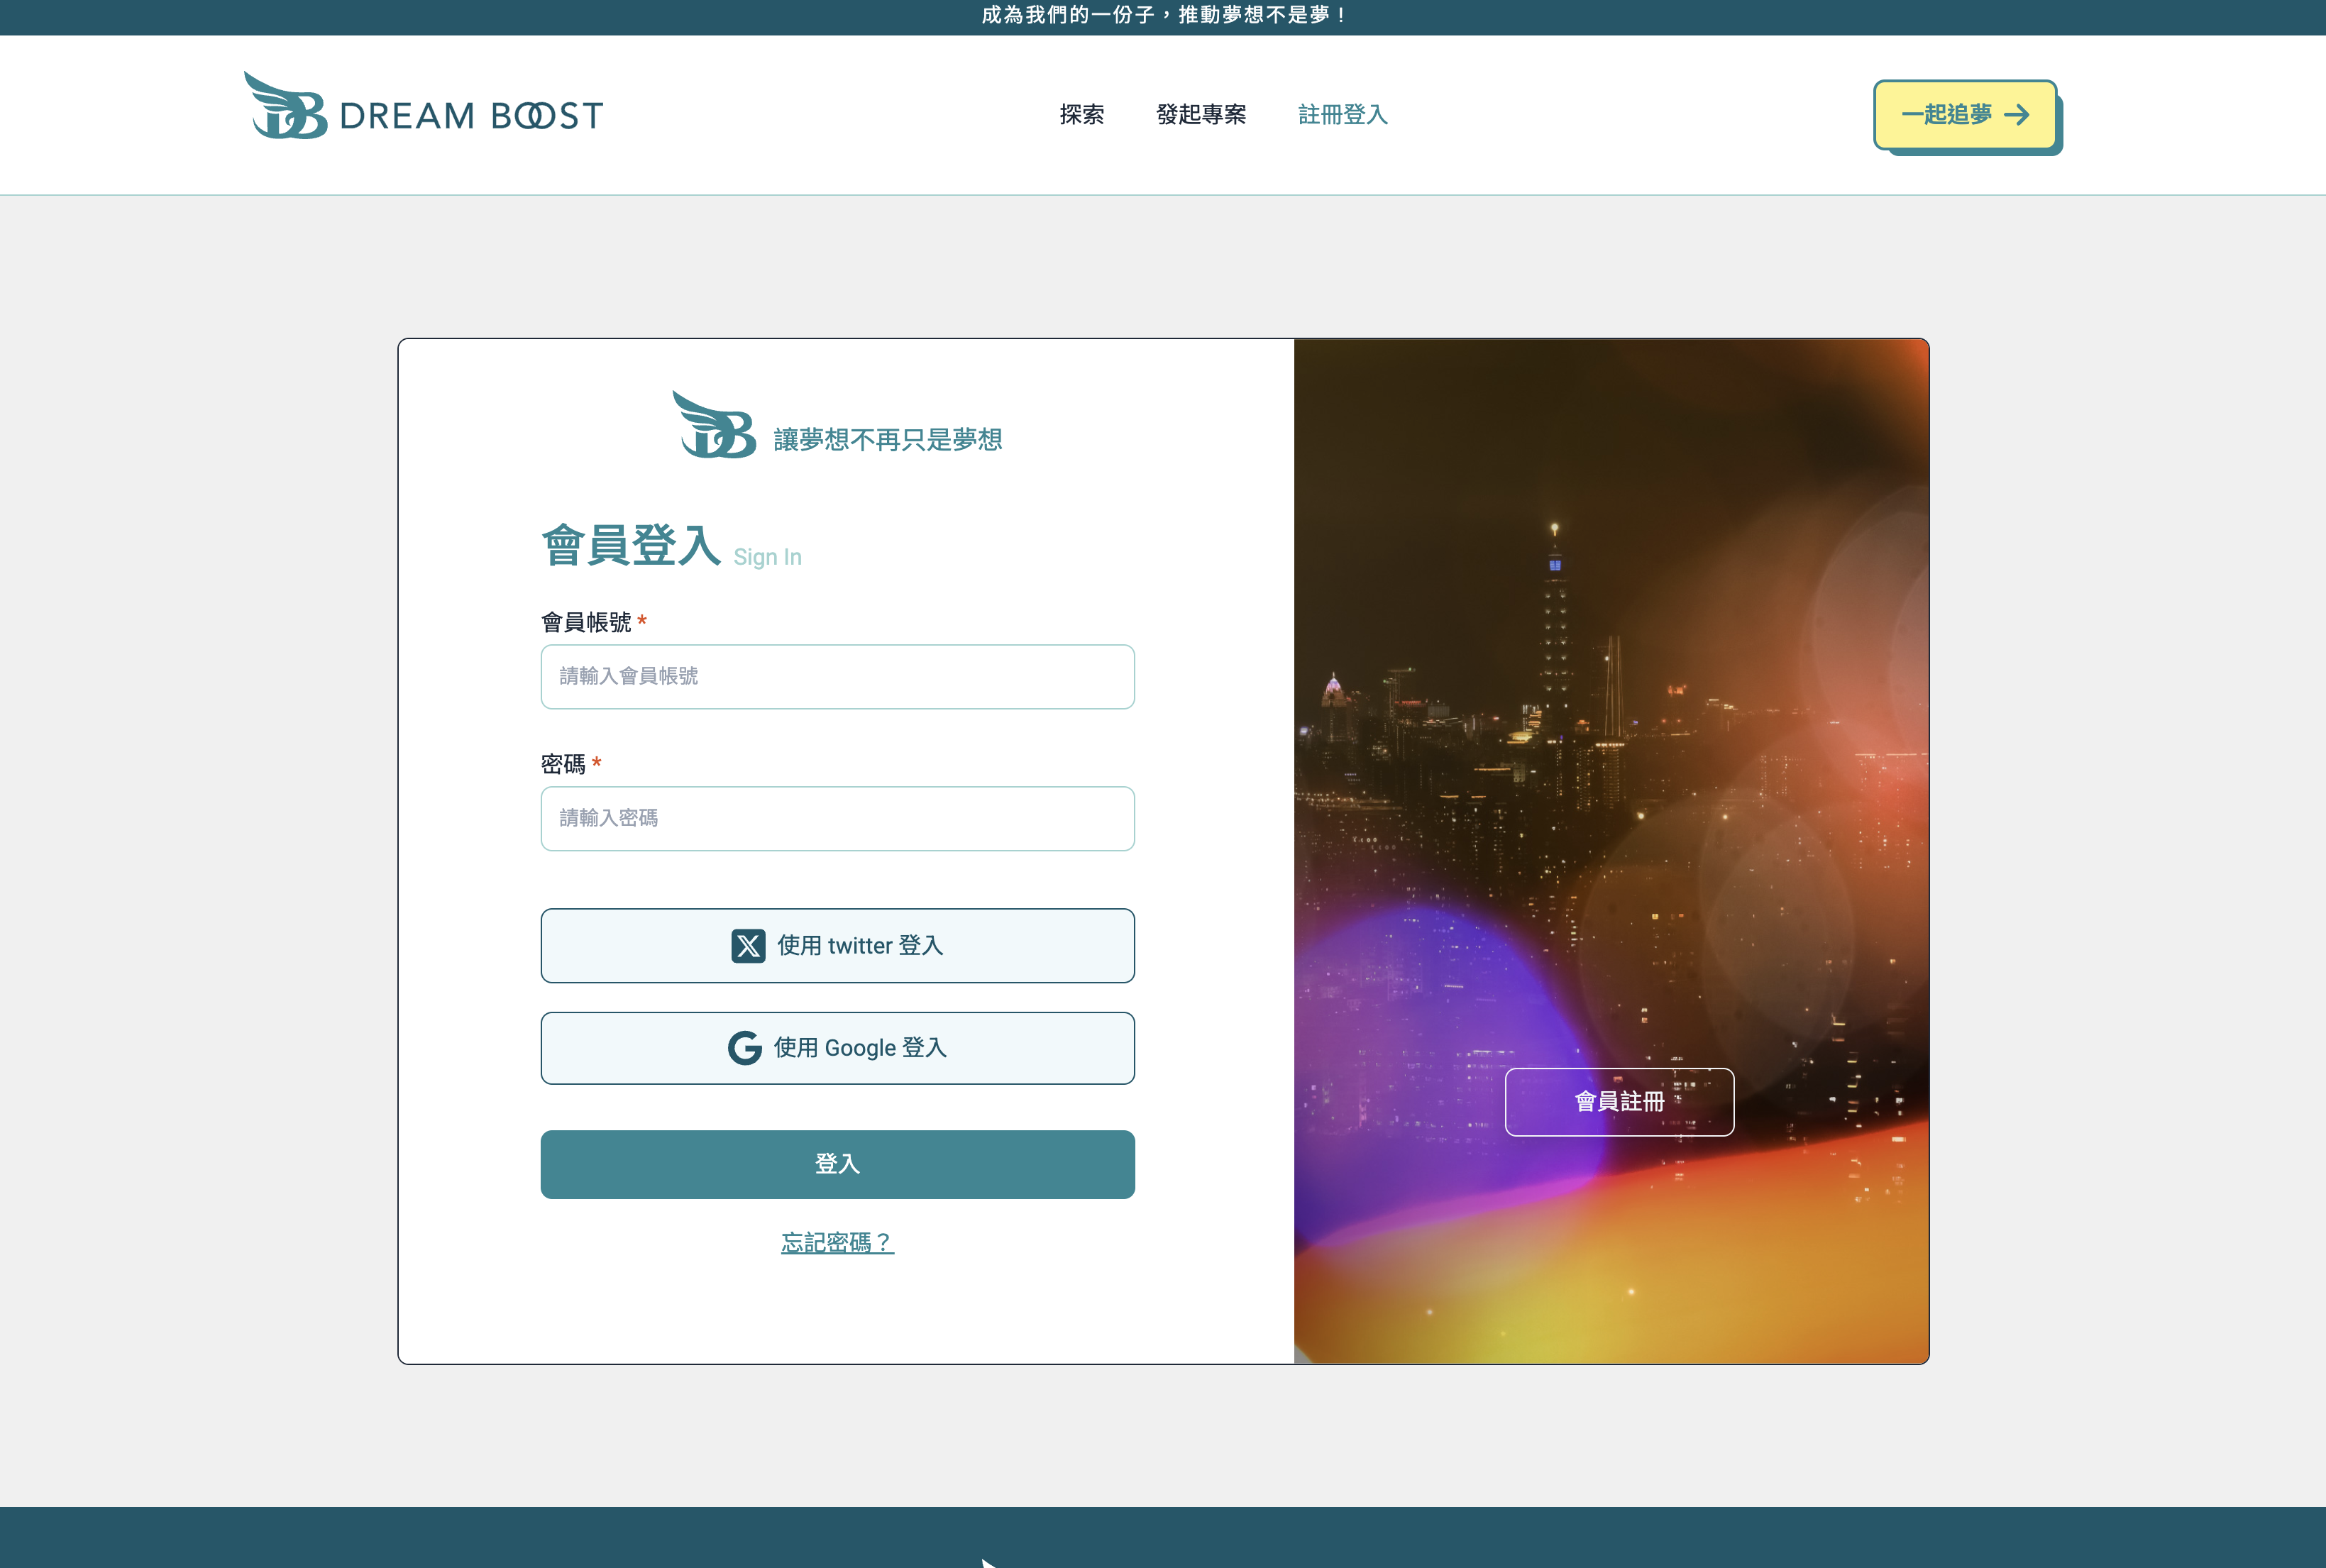 成為我們的一份子，推動夢想不是夢！
DREAM BOOST
探索
發起專案
註冊登入
一起追夢
DB 讓夢想不再只是夢想
會員登入 Sign In
會員帳號 *
請輸入會員帳號
密碼 *
請輸入密碼
使用 twitter 登入
使用 Google 登入
登入
忘記密碼？
會員註冊